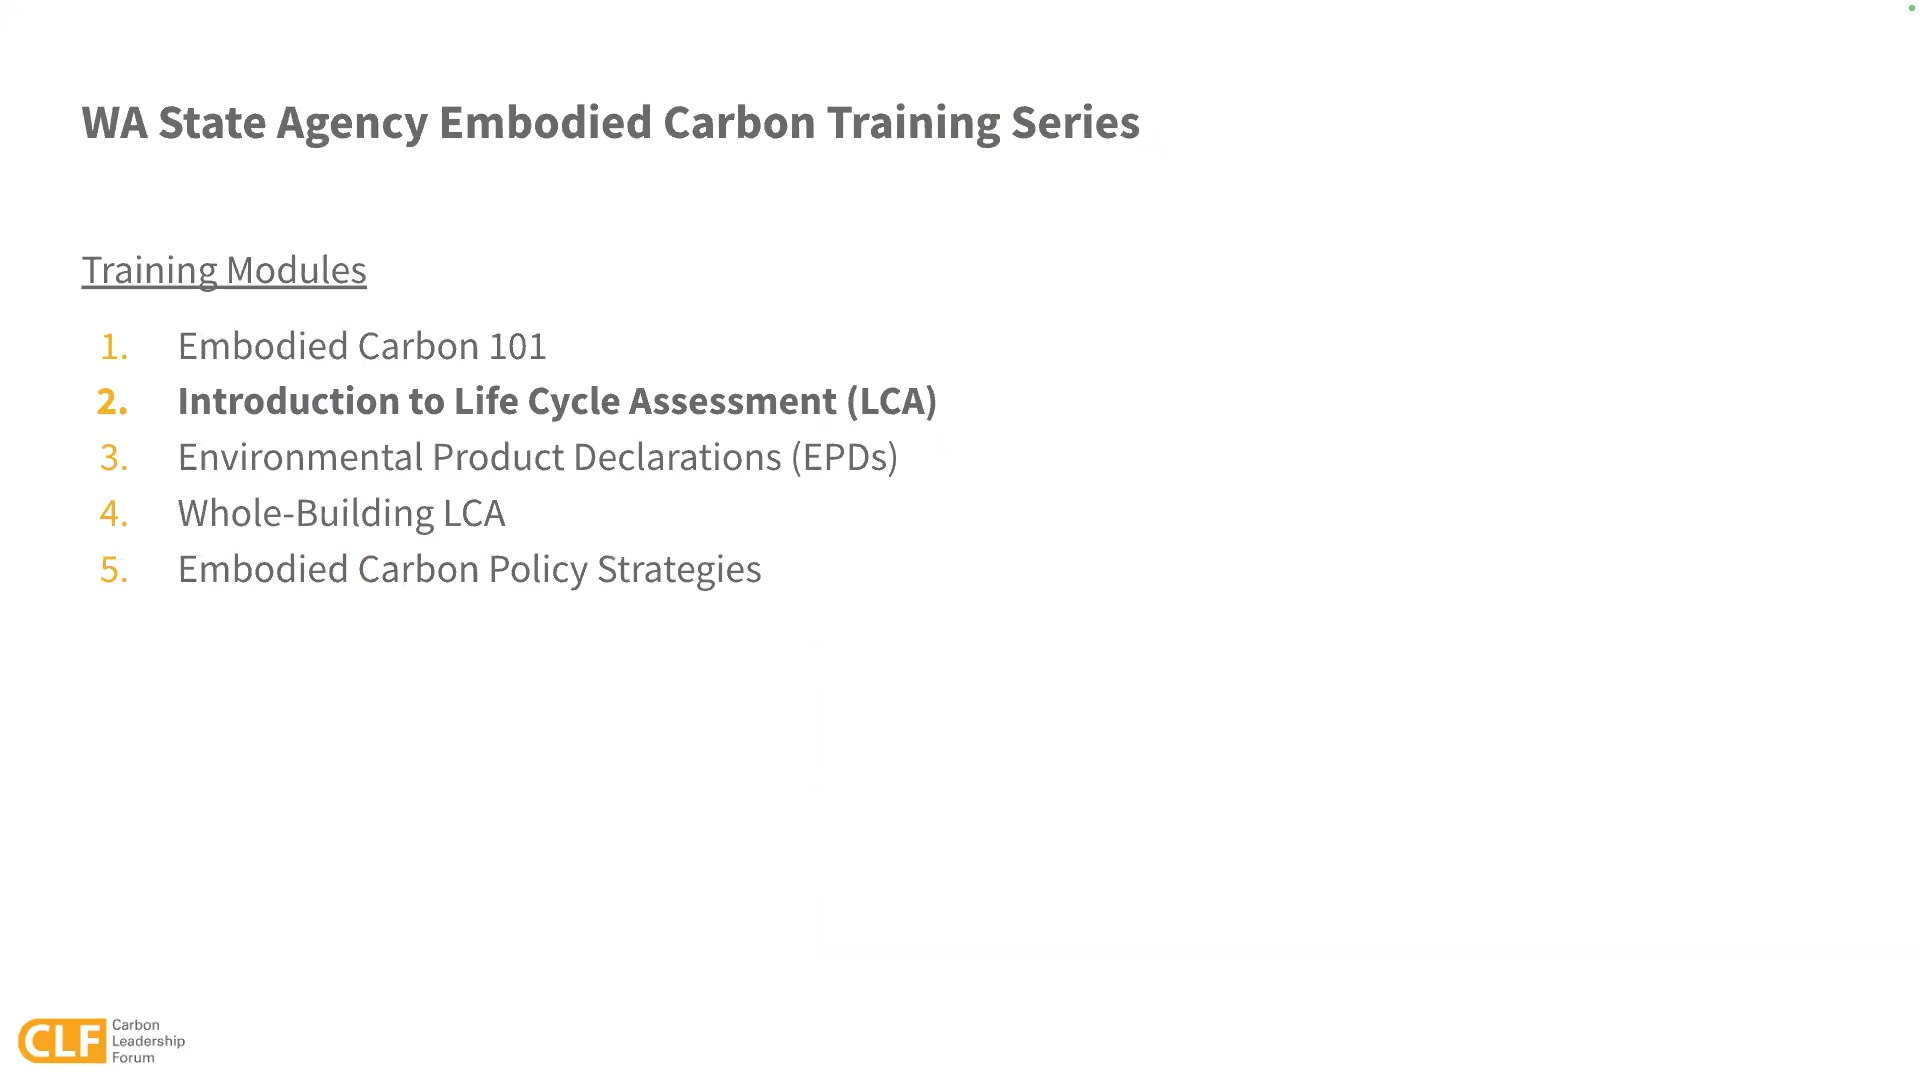 WA State Agency Embodied Carbon Training Series
Training Modules
1. Embodied Carbon 101
2. Introduction to Life Cycle Assessment (LCA)
3. Environmental Product Declarations (EPDs)
4. Whole-Building LCA
5. Embodied Carbon Policy Strategies
CLF
Carbon
Leadership
Forum